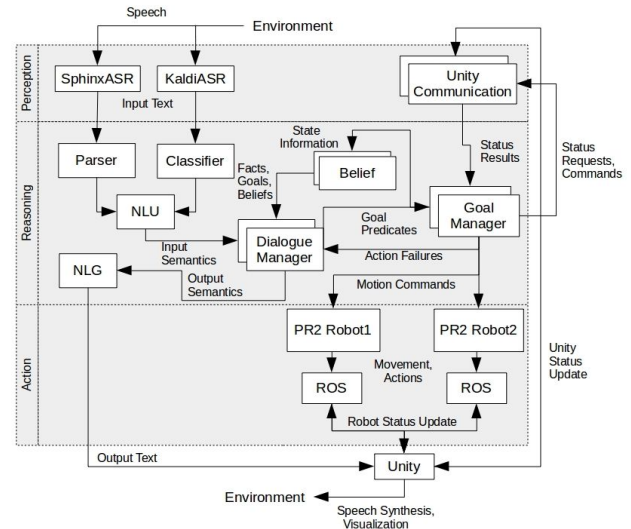 Speech
Environment
Perception
SphinxASR
KaldiASR
Unity
Communication
Input Text
Reasoning
Parser
Classifier
State
Information
Status
Results
Status
Requests,
Commands
Facts,
Goals,
Beliefs
Belief
NLU
Goal
Predicates
Goal
Manager
Input
Semantics
Dialogue
Manager
Action Failures
NLG
Output
Semantics
Motion Commands
Action
PR2 Robot1
PR2 Robot2
Movement,
Actions
Unity
Status
Update
ROS
ROS
Robot Status Update
Output Text
Unity
Environment
Speech Synthesis,
Visualization